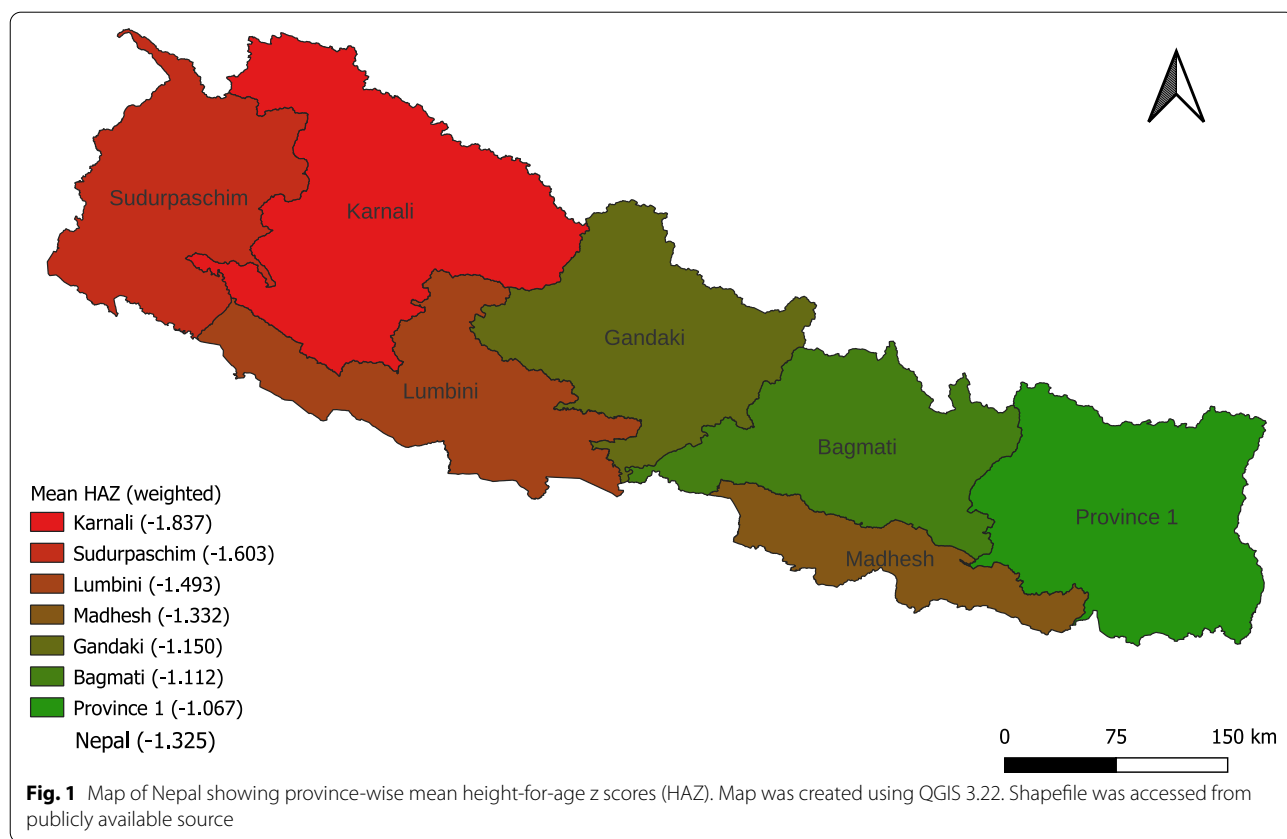 Sudurpaschim
Karnali
Gandaki
Lumbini
Bagmati
Province 1
Madhesh
Mean HAZ (weighted)
Karnali (-1.837)
Sudurpaschim (-1.603)
Lumbini (-1.493)
Madhesh (-1.332)
Gandaki (-1.150)
Bagmati (-1.112)
Province 1 (-1.067)
Nepal (-1.325)
0 75 150 km
Fig. 1 Map of Nepal showing province-wise mean height-for-age z scores (HAZ). Map was created using QGIS 3.22. Shapefile was accessed from
publicly available source